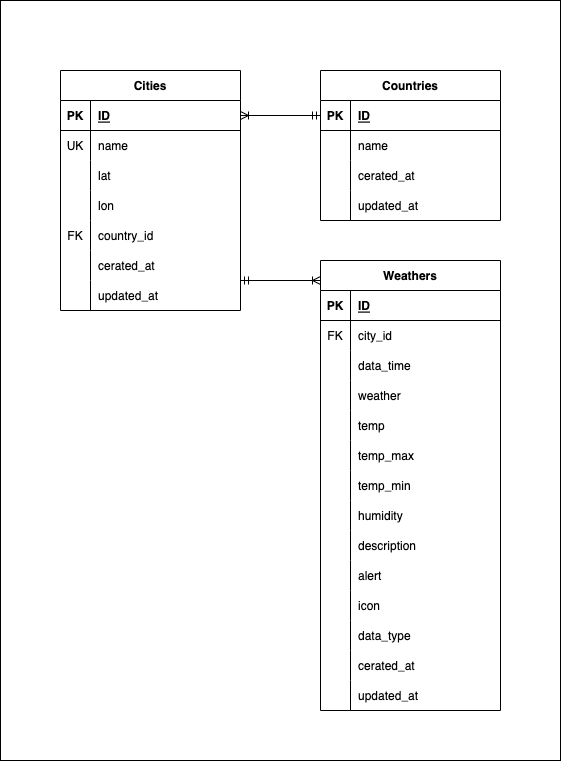 Cities
PK ID
UK name
lat
lon
FK country_id
cerated_at
updated_at
Countries
PK ID
name
cerated_at
updated_at
Weathers
PK ID
FK city_id
data_time
weather
temp
temp_max
temp_min
humidity
description
alert
icon
data_type
cerated_at
updated_at